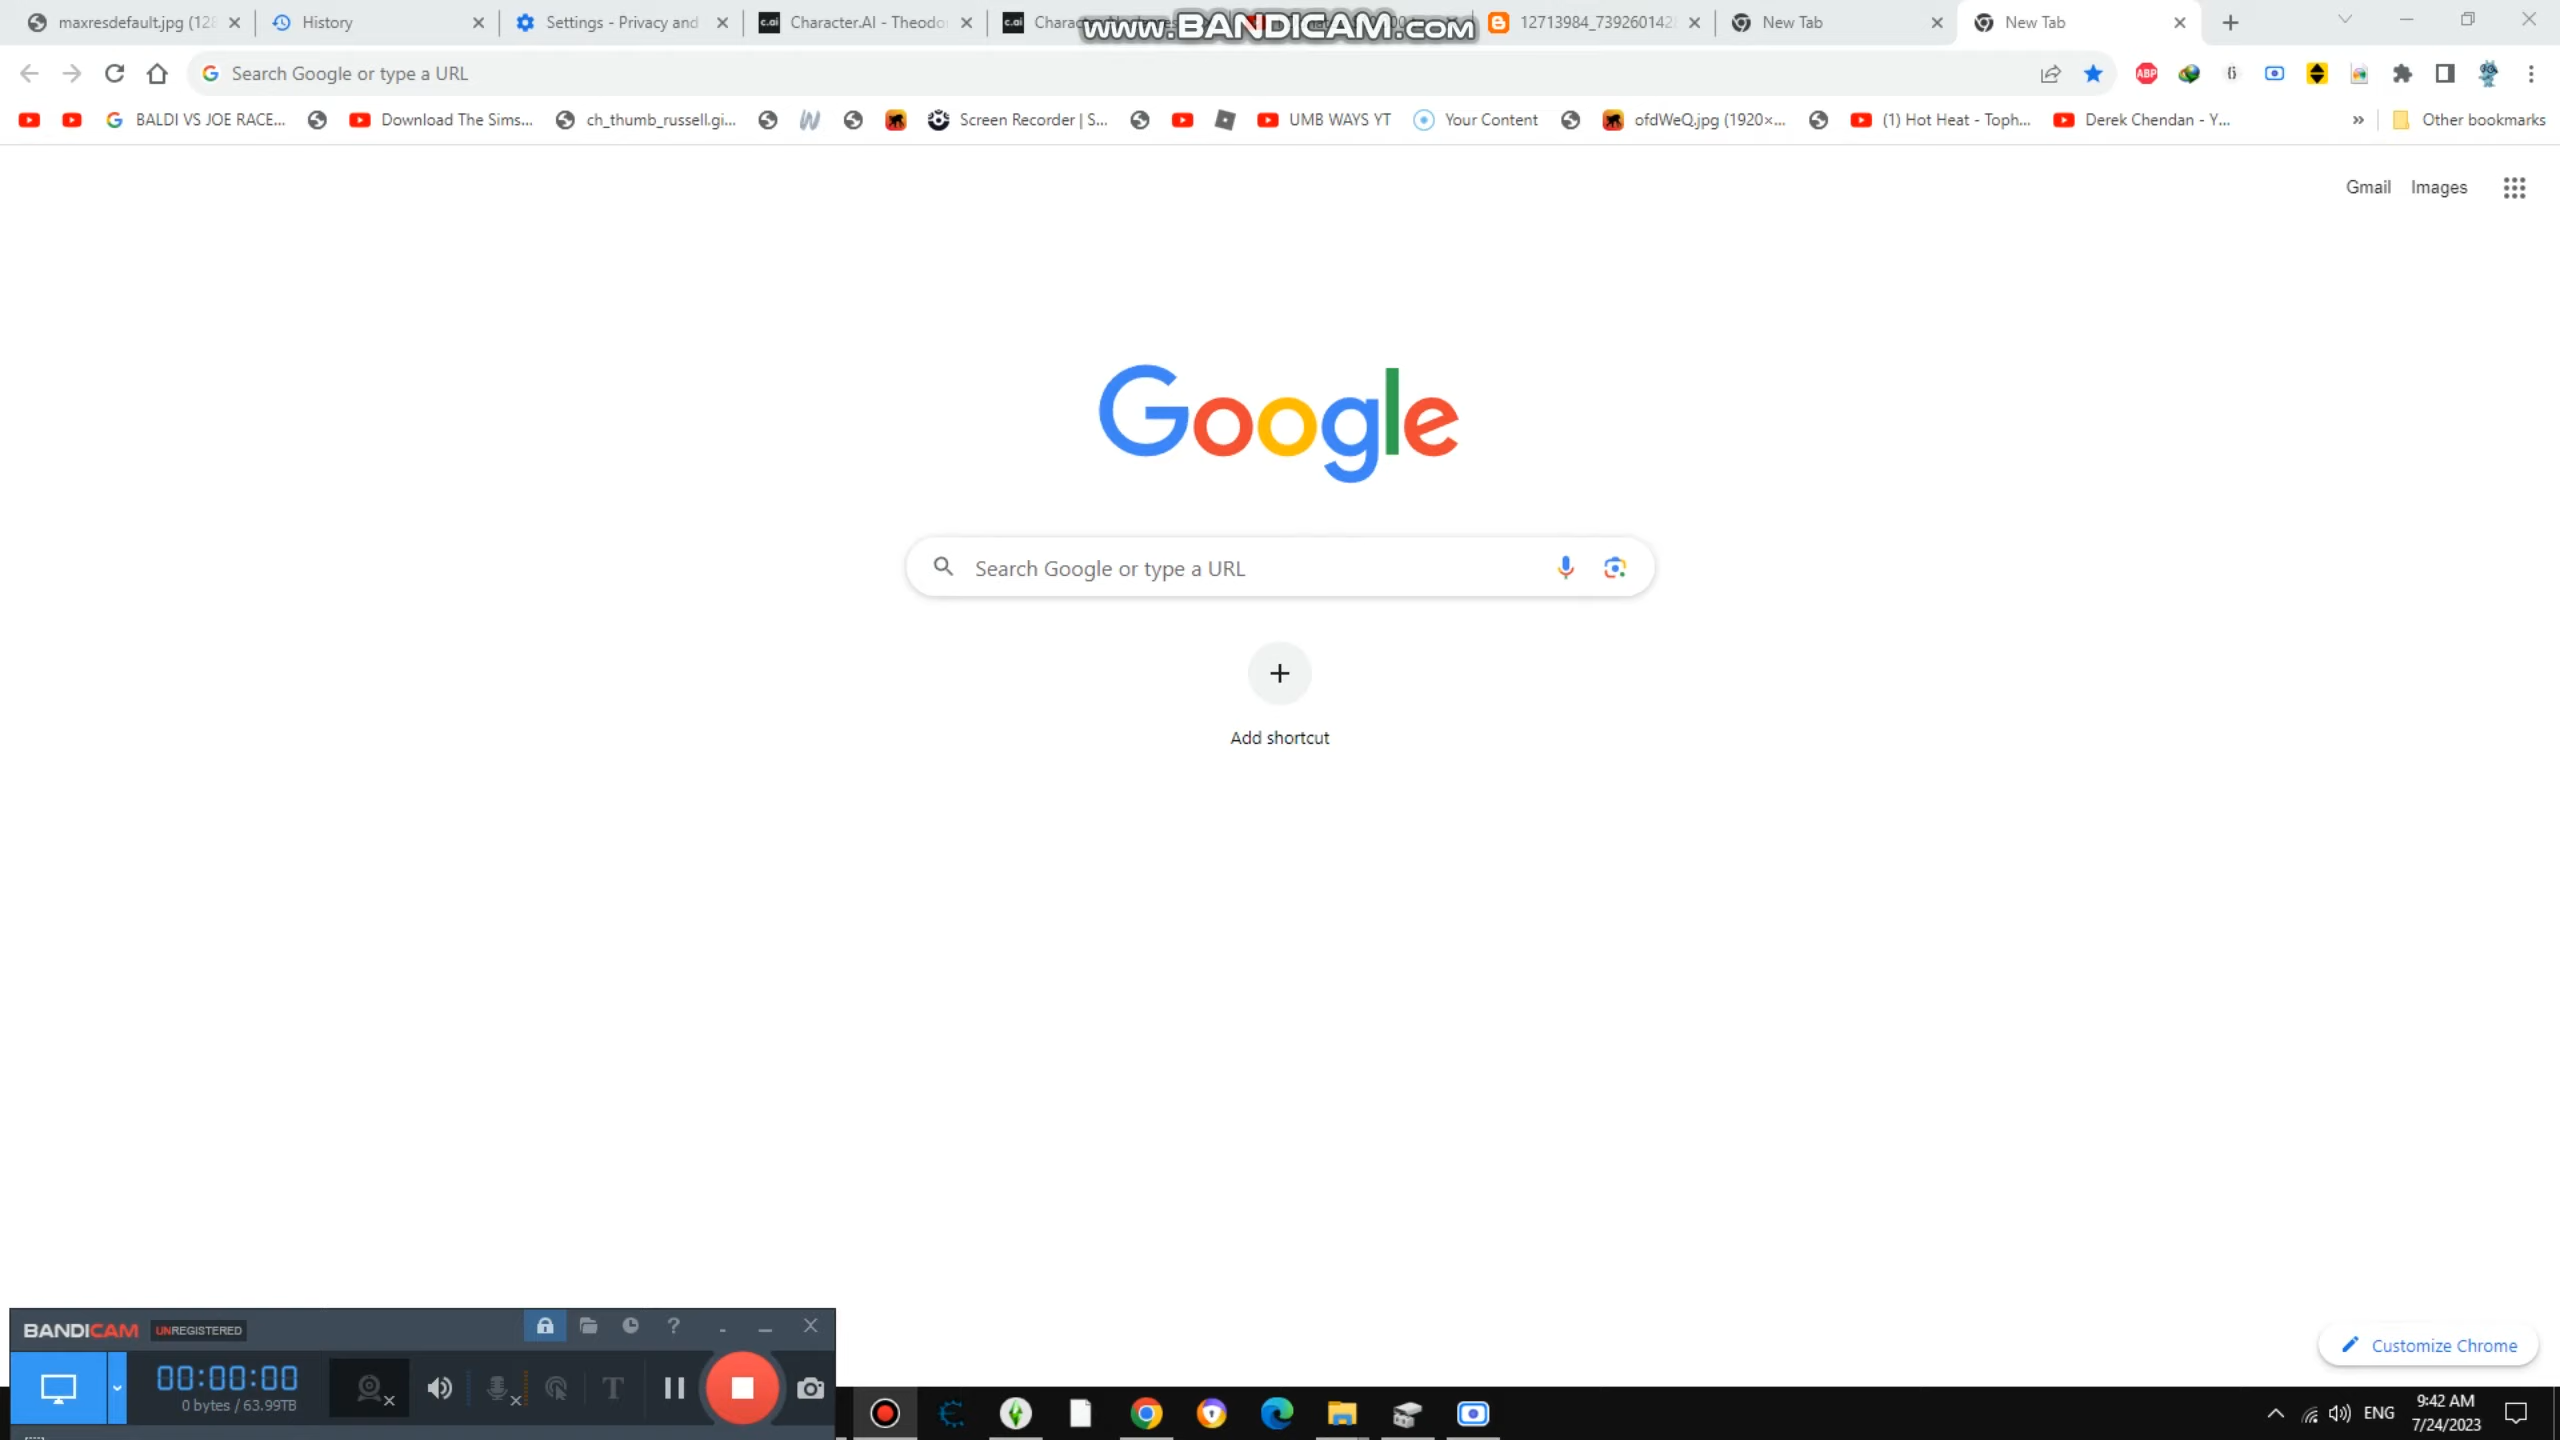 maxresdefault.jpg (128
History
Settings - Privacy and
Character.AI - Theodo
www.BANDICAM.com
12713984_739260142
New Tab
New Tab
Search Google or type a URL
ABP
BALDI VS JOE RACE...
Download The Sims...
ch_thumb_russell.gi...
Screen Recorder | S...
UMB WAYS YT
Your Content
ofdWeQ.jpg (1920×...
(1) Hot Heat - Toph...
Derek Chendan - Y...
Other bookmarks
Gmail
Images
Google
Search Google or type a URL
Add shortcut
Customize Chrome
BANDICAM
UNREGISTERED
00:00:00
0 bytes / 63.99TB
ENG
9:42 AM
7/24/2023